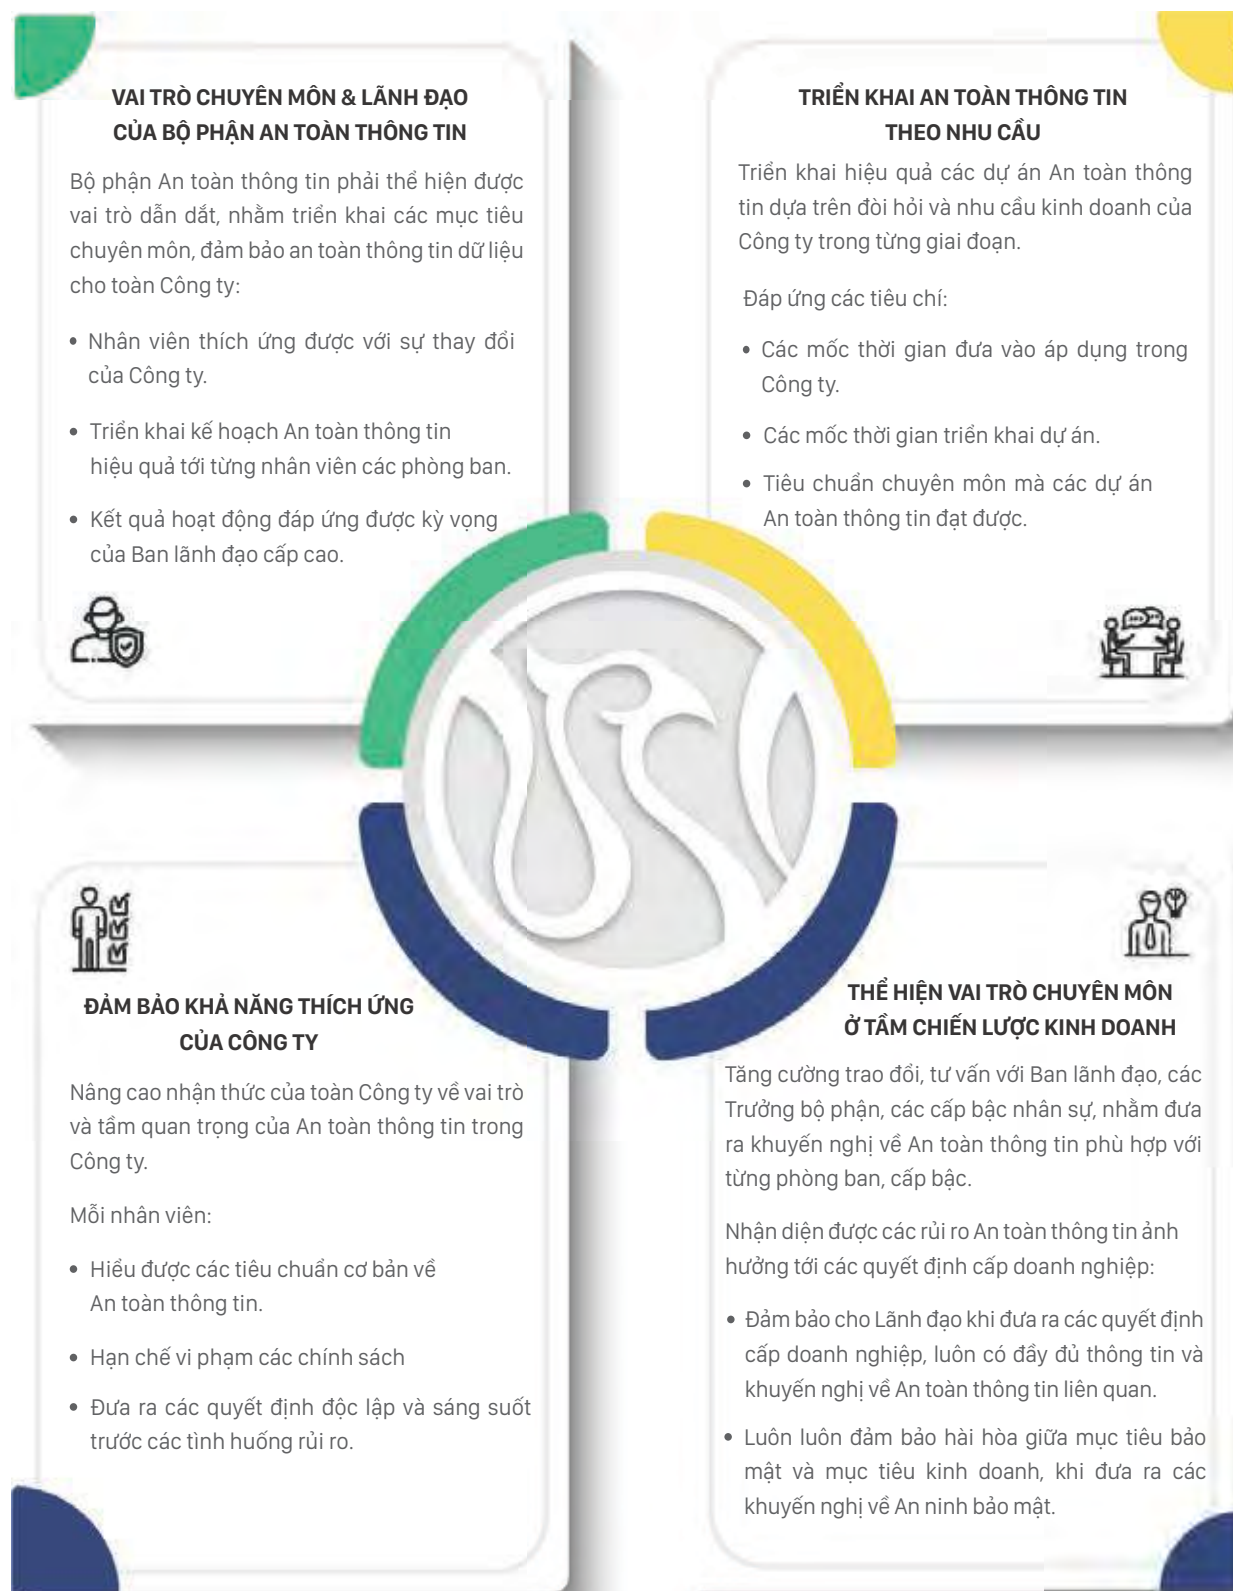 VAI TRÒ CHUYÊN MÔN & LÃNH ĐẠO
CỦA BỘ PHẬN AN TOÀN THÔNG TIN
Bộ phận An toàn thông tin phải thể hiện được
vai trò dẫn dắt, nhằm triển khai các mục tiêu
chuyên môn, đảm bảo an toàn thông tin dữ liệu
cho toàn Công ty:
• Nhân viên thích ứng được với sự thay đổi
của Công ty.
• Triển khai kế hoạch An toàn thông tin
hiệu quả tới từng nhân viên các phòng ban.
• Kết quả hoạt động đáp ứng được kỳ vọng
của Ban lãnh đạo cấp cao.
TRIỂN KHAI AN TOÀN THÔNG TIN
THEO NHU CẦU
Triển khai hiệu quả các dự án An toàn thông
tin dựa trên đòi hỏi và nhu cầu kinh doanh của
Công ty trong từng giai đoạn.
Đáp ứng các tiêu chí:
• Các mốc thời gian đưa vào áp dụng trong
Công ty.
• Các mốc thời gian triển khai dự án.
• Tiêu chuẩn chuyên môn mà các dự án
An toàn thông tin đạt được.
ĐẢM BẢO KHẢ NĂNG THÍCH ỨNG
CỦA CÔNG TY
Nâng cao nhận thức của toàn Công ty về vai trò
và tầm quan trọng của An toàn thông tin trong
Công ty.
Mỗi nhân viên:
• Hiểu được các tiêu chuẩn cơ bản về
An toàn thông tin.
• Hạn chế vi phạm các chính sách
• Đưa ra các quyết định độc lập và sáng suốt
trước các tình huống rủi ro.
THỂ HIỆN VAI TRÒ CHUYÊN MÔN
Ở TẦM CHIẾN LƯỢC KINH DOANH
Tăng cường trao đổi, tư vấn với Ban lãnh đạo, các
Trưởng bộ phận, các cấp bậc nhân sự, nhằm đưa
ra khuyến nghị về An toàn thông tin phù hợp với
từng phòng ban, cấp bậc.
Nhận diện được các rủi ro An toàn thông tin ảnh
hưởng tới các quyết định cấp doanh nghiệp:
• Đảm bảo cho Lãnh đạo khi đưa ra các quyết định
cấp doanh nghiệp, luôn có đầy đủ thông tin và
khuyến nghị về An toàn thông tin liên quan.
• Luôn luôn đảm bảo hài hòa giữa mục tiêu bảo
mật và mục tiêu kinh doanh, khi đưa ra các
khuyến nghị về An ninh bảo mật.